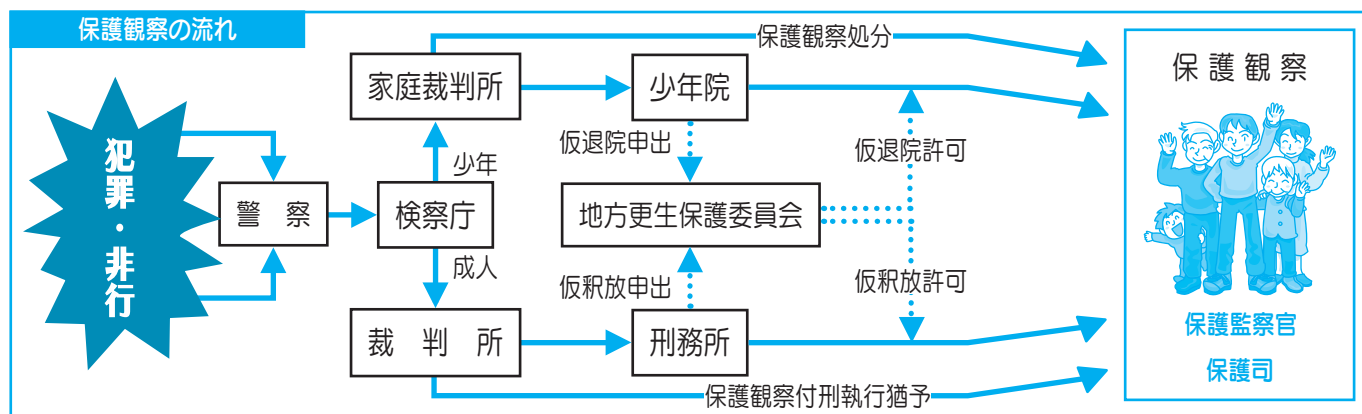 保護観察の流れ
犯罪・非行
警察
検察庁
少年
成人
家庭裁判所
裁判所
保護観察処分
少年院
仮退院申出
地方更生保護委員会
仮釈放申出
刑務所
保護観察付刑執行猶予
仮退院許可
仮釈放許可
保護観察
保護監察官
保護司